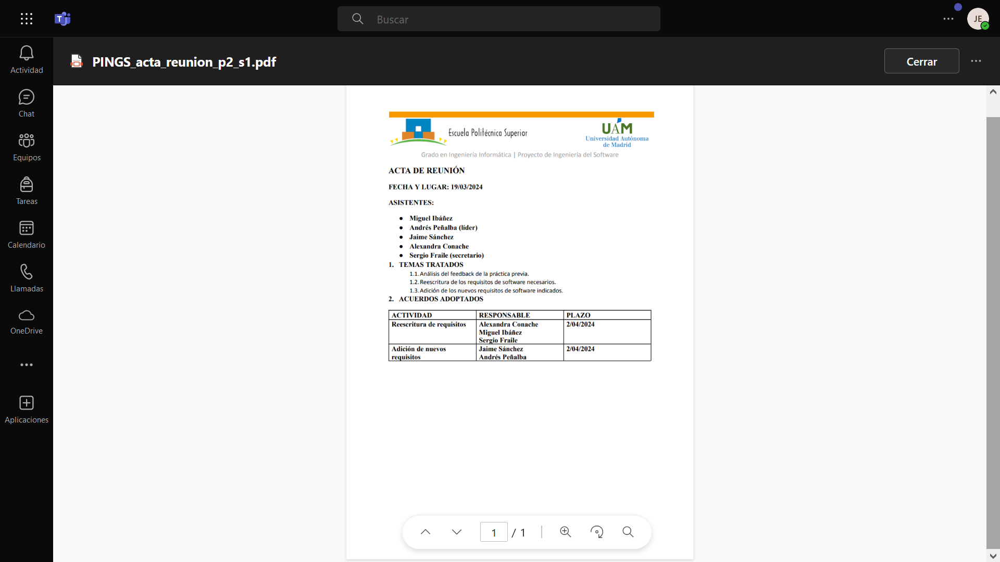 Buscar
JE
Actividad
Chat
Equipos
Tareas
Calendario
Llamadas
OneDrive
Aplicaciones
PINGS_acta_reunion_p2_s1.pdf
Cerrar
Escuela Politécnica Superior
UAM
Universidad Autónoma
de Madrid
Grado en Ingeniería Informática | Proyecto de Ingeniería del Software
ACTA DE REUNIÓN
FECHA Y LUGAR: 19/03/2024
ASISTENTES:
● Miguel Ibáñez
● Andrés Peñalba (líder)
● Jaime Sánchez
● Alexandra Conache
● Sergio Fraile (secretario)
1. TEMAS TRATADOS
1.1. Análisis del feedback de la práctica previa.
1.2. Reescritura de los requisitos de software necesarios.
1.3. Adición de los nuevos requisitos de software indicados.
2. ACUERDOS ADOPTADOS
ACTIVIDAD RESPONSABLE PLAZO
Reescritura de requisitos Alexandra Conache 2/04/2024
Miguel Ibáñez
Sergio Fraile
Adición de nuevos Jaime Sánchez 2/04/2024
requisitos Andrés Peñalba
1 / 1